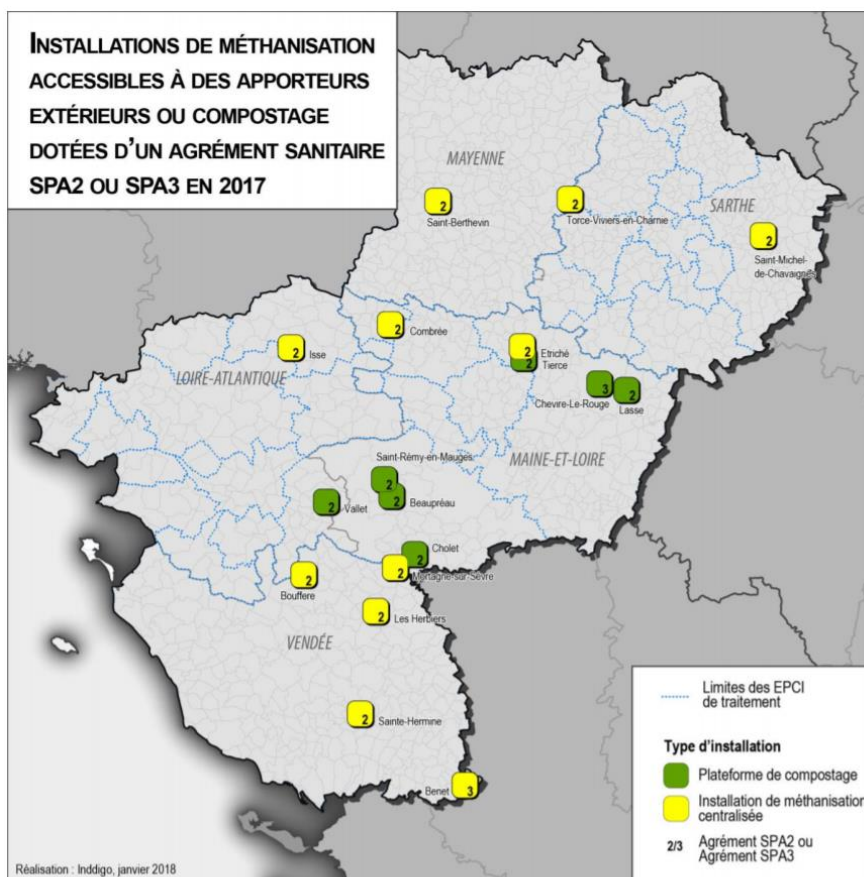 INSTALLATIONS DE MÉTHANISATION
ACCESSIBLES À DES APPORTEURS
EXTÉRIEURS OU COMPOSTAGE
DOTÉES D'UN AGRÉMENT SANITAIRE
SPA2 OU SPA3 EN 2017
MAYENNE
2
Saint-Berthevin
2
Torce-Viviers-en-Charnie
SARTHE
2
Saint-Michel-
de-Chavaignes
2
Combrée
2
Isse
LOIRE-ATLANTIQUE
2
Etriché
2
Tierce
3
Chevire-Le-Rouge
2
Lasse
MAINE-ET-LOIRE
Saint-Rémy-en-Mauges
2
2
Beaupréau
2
Vallet
2
Cholet
2
Mortagne-sur-Sèvre
2
Bouffere
2
Les Herbiers
VENDÉE
2
Sainte-Hermine
Benet
3
Limites des EPCI
de traitement
Type d'installation
Plateforme de compostage
Installation de méthanisation
centralisée
2/3 Agrément SPA2 ou
Agrément SPA3
Réalisation : Inddigo, janvier 2018